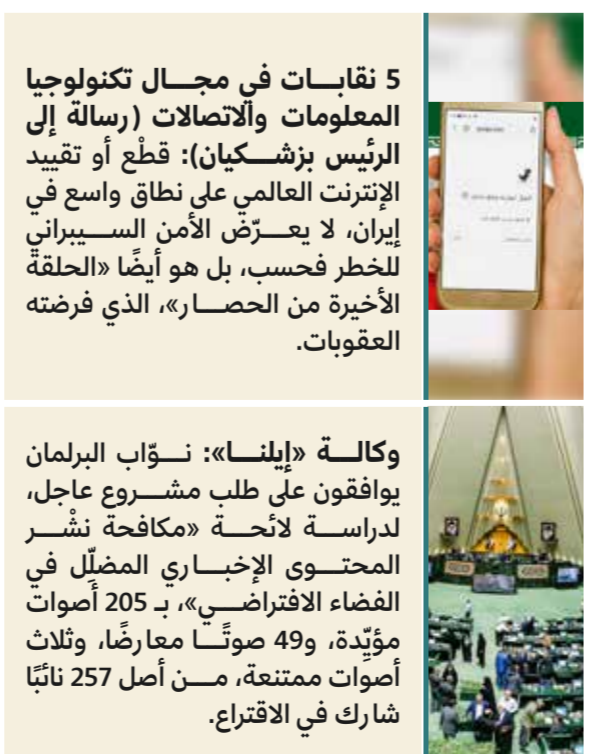 5 نقابات في مجال تكنولوجيا
المعلومات والاتصالات (رسالة إلى
الرئيس بزشكيان): قطْع أو تقييد
الإنترنت العالمي على نطاق واسع في
إيران، لا يعرّض الأمن السيبراني
للخطر فحسب، بل هو أيضًا «الحلقة
الأخيرة من الحصار»، الذي فرضته
العقوبات.
وكالة «إيلنا»: نوّاب البرلمان
يوافقون على طلب مشروع عاجل،
لدراسة لائحة «مكافحة نشْر
المحتوى الإخباري المضلِّل في
الفضاء الافتراضي»، بـ 205 أصوات
مؤيِّدة، و49 صوتًا معارضًا، وثلاث
أصوات ممتنعة، من أصل 257 نائبًا
شارك في الاقتراع.